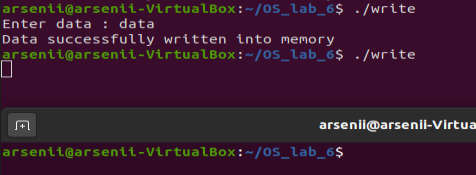 arsenii@arsenii-VirtualBox:~/OS_lab_6$ ./write
Enter data : data
Data successfully written into memory
arsenii@arsenii-VirtualBox:~/OS_lab_6$ ./write
arsenii@arsenii-Virtua
arsenii@arsenii-VirtualBox:~/OS_lab_6$